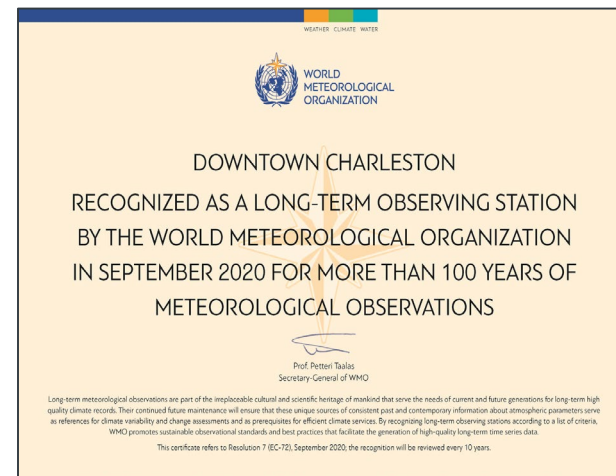 WEATHER CLIMATE WATER
WORLD
METEOROLOGICAL
ORGANIZATION
DOWNTOWN CHARLESTON
RECOGNIZED AS A LONG-TERM OBSERVING STATION
BY THE WORLD METEOROLOGICAL ORGANIZATION
IN SEPTEMBER 2020 FOR MORE THAN 100 YEARS OF
METEOROLOGICAL OBSERVATIONS
Prof. Petteri Taalas
Secretary-General of WMO
Long-term meteorological observations are part of the irreplaceable cultural and scientific heritage of mankind that serve the needs of current and future generations for long-term high
quality climate records. Their continued future maintenance will ensure that these unique sources of consistent past and contemporary information about atmospheric parameters serve
as references for climate variability and change assessments and as prerequisites for efficient climate services. By recognizing long-term observing stations according to a list of criteria,
WMO promotes sustainable observational standards and best practices that facilitate the generation of high-quality long-term time series data.
This certificate refers to Resolution 7 (EC-72), September 2020; the recognition will be reviewed every 10 years.